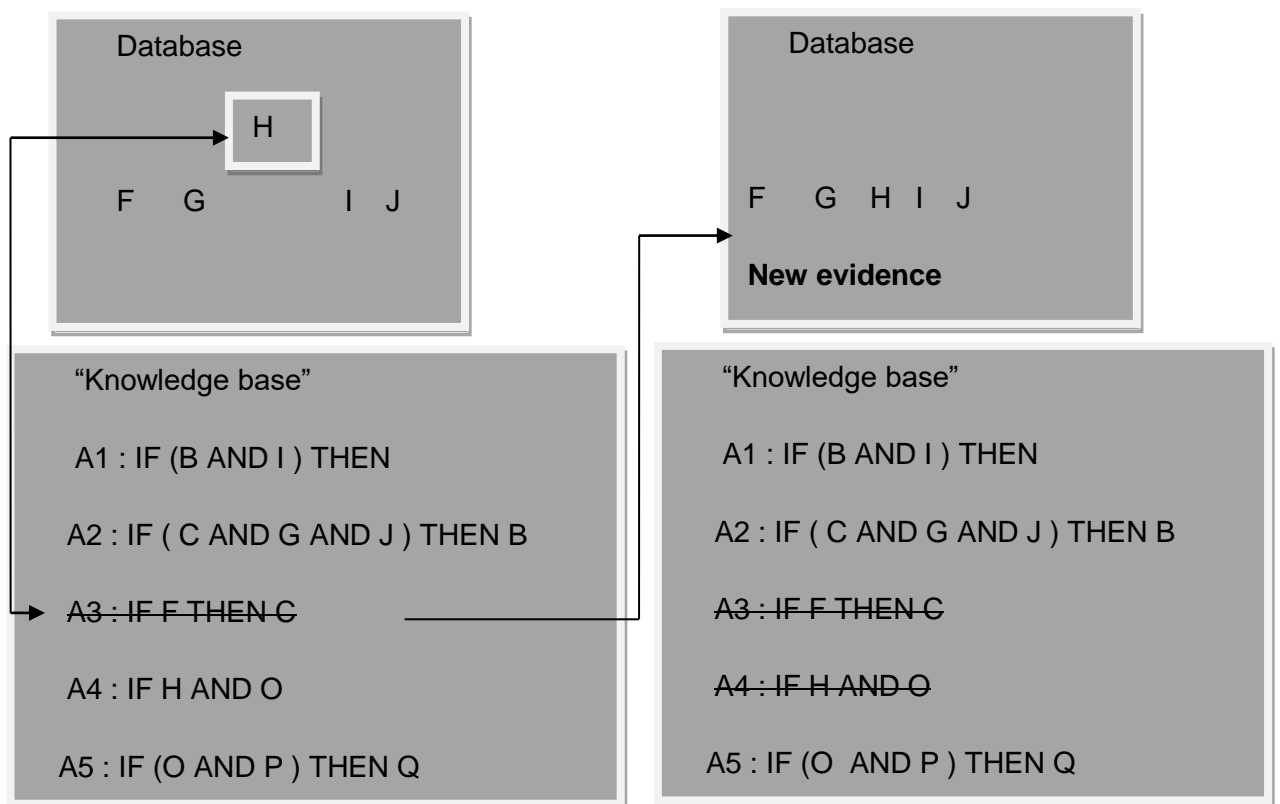 Database
H
F G I J
“Knowledge base”
A1 : IF (B AND I ) THEN
A2 : IF ( C AND G AND J ) THEN B
A3 : IF F THEN C
A4 : IF H AND O
A5 : IF (O AND P ) THEN Q
Database
F G H I J
New evidence
“Knowledge base”
A1 : IF (B AND I ) THEN
A2 : IF ( C AND G AND J ) THEN B
A3 : IF F THEN C
A4 : IF H AND O
A5 : IF (O AND P ) THEN Q